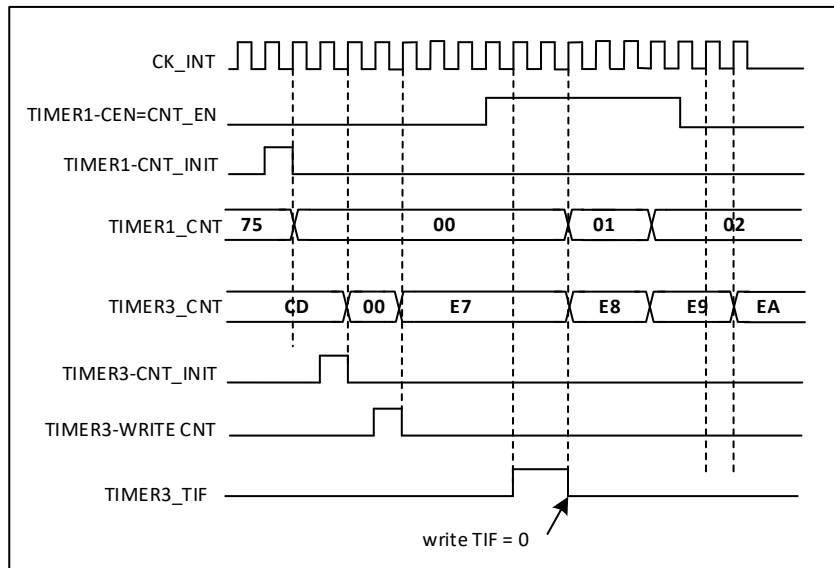 CK_INT
TIMER1-CEN=CNT_EN
TIMER1-CNT_INIT
TIMER1_CNT 75 00 01 02
TIMER3_CNT CD 00 E7 E8 E9 EA
TIMER3-CNT_INIT
TIMER3-WRITE CNT
TIMER3_TIF
write TIF = 0